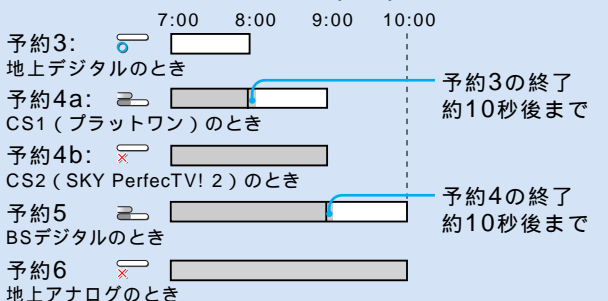 7:00 8:00 9:00 10:00
予約3:
地上デジタルのとき
予約3の終了
約10秒後まで
予約4a:
CS1（プラットワン）のとき
予約4b:
CS2（SKY PerfecTV! 2）のとき
予約4の終了
約10秒後まで
予約5
BSデジタルのとき
予約6
地上アナログのとき